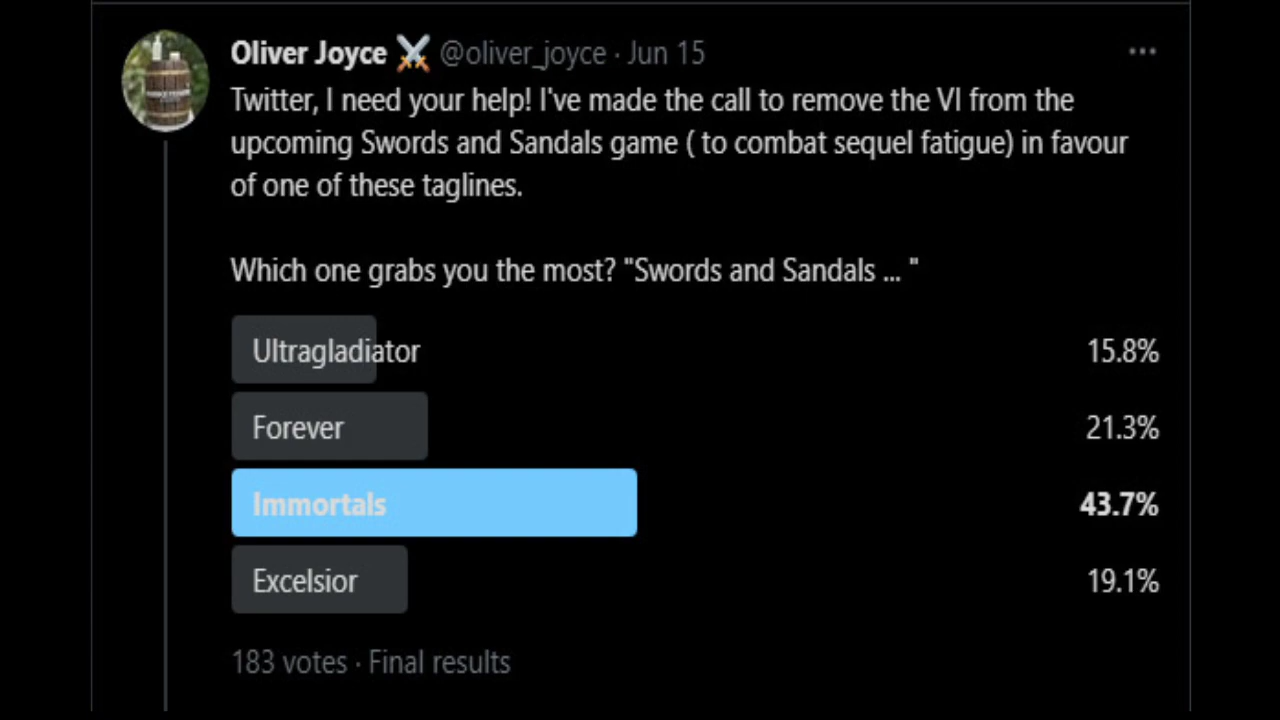 Oliver Joyce ⚔️ @oliver_joyce · Jun 15
Twitter, I need your help! I've made the call to remove the VI from the
upcoming Swords and Sandals game ( to combat sequel fatigue) in favour
of one of these taglines.
Which one grabs you the most? "Swords and Sandals ... "
Ultragladiator 15.8%
Forever 21.3%
Immortals 43.7%
Excelsior 19.1%
183 votes · Final results